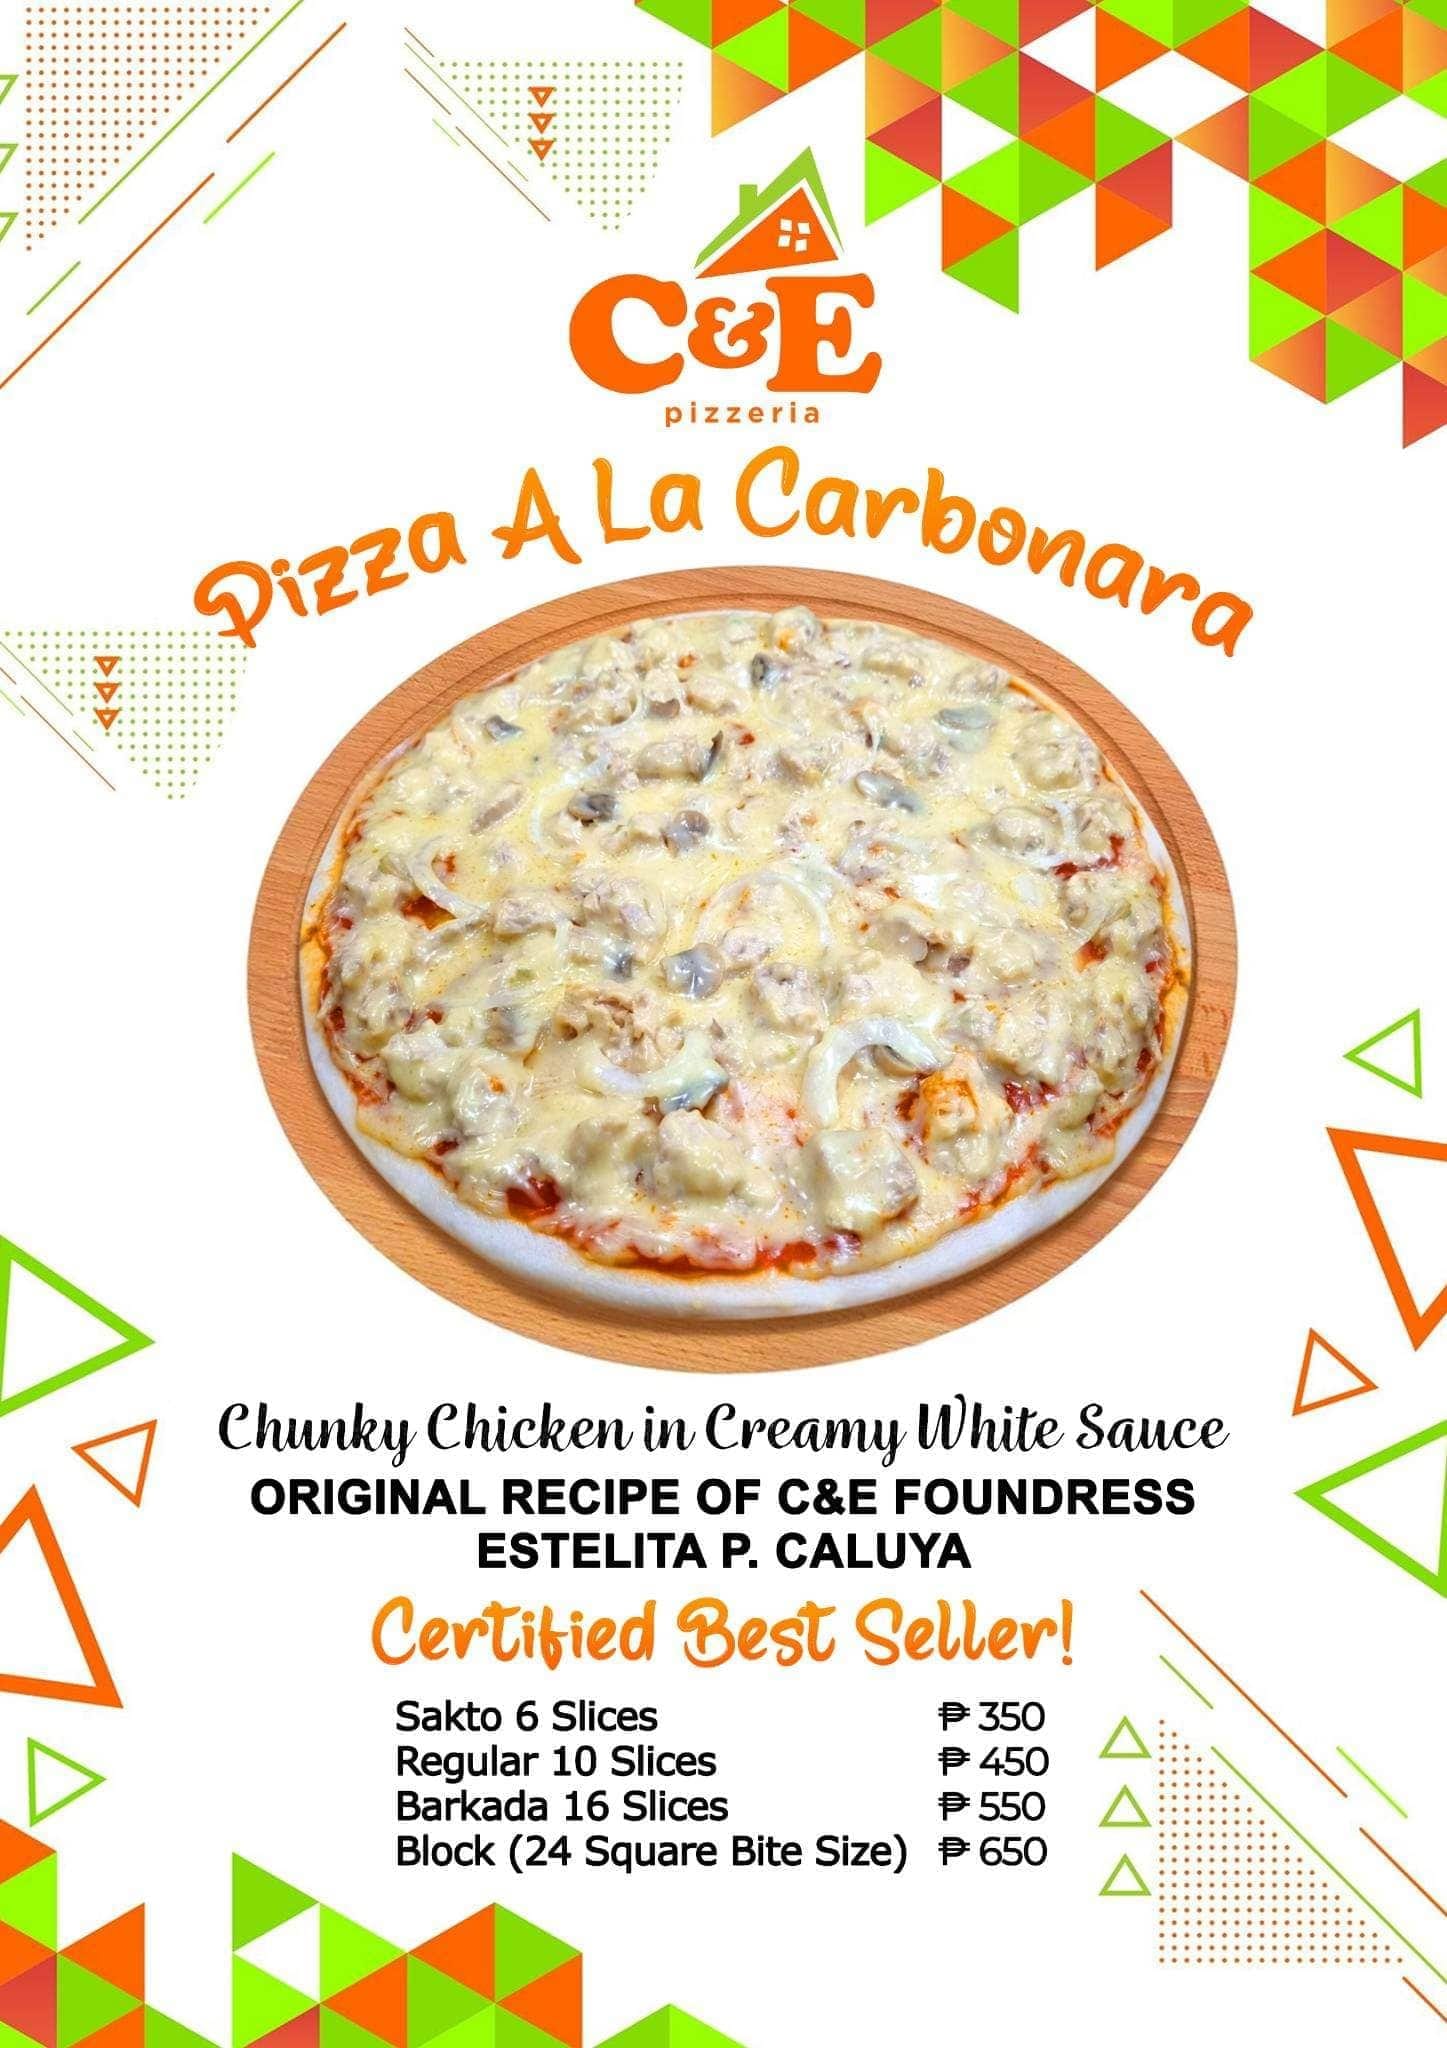 C&E
pizzeria
Pizza A La Carbonara
Chunky Chicken in Creamy White Sauce
ORIGINAL RECIPE OF C&E FOUNDRESS
ESTELITA P. CALUYA
Certified Best Seller!
Sakto 6 Slices ₱ 350
Regular 10 Slices ₱ 450
Barkada 16 Slices ₱ 550
Block (24 Square Bite Size) ₱ 650